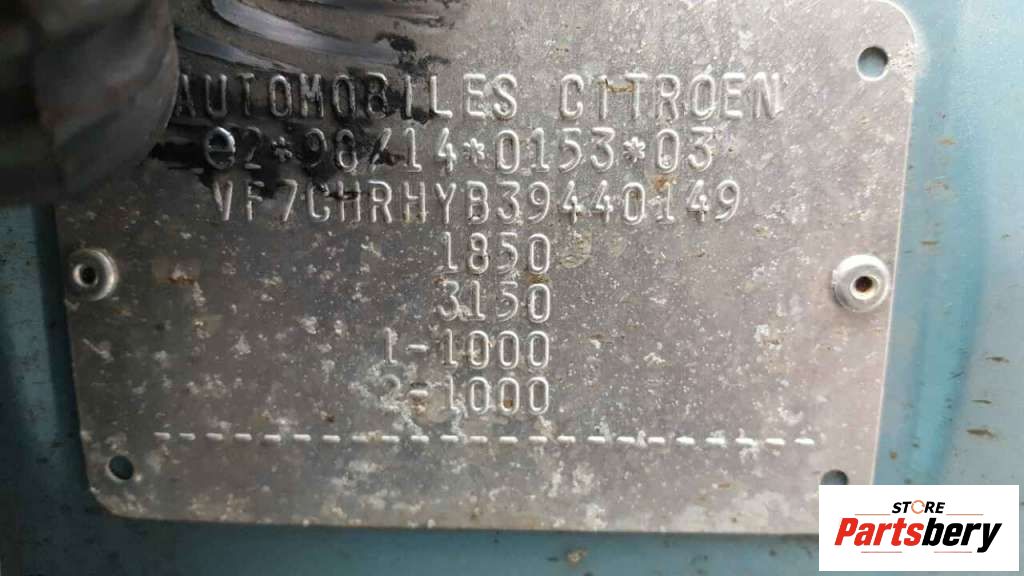 AUTOMOBILES CITROEN
e2*98/14*0153*03
VF7CHRHYB39440149
1850
3150
1-1000
2-1000
STORE
Partsbery